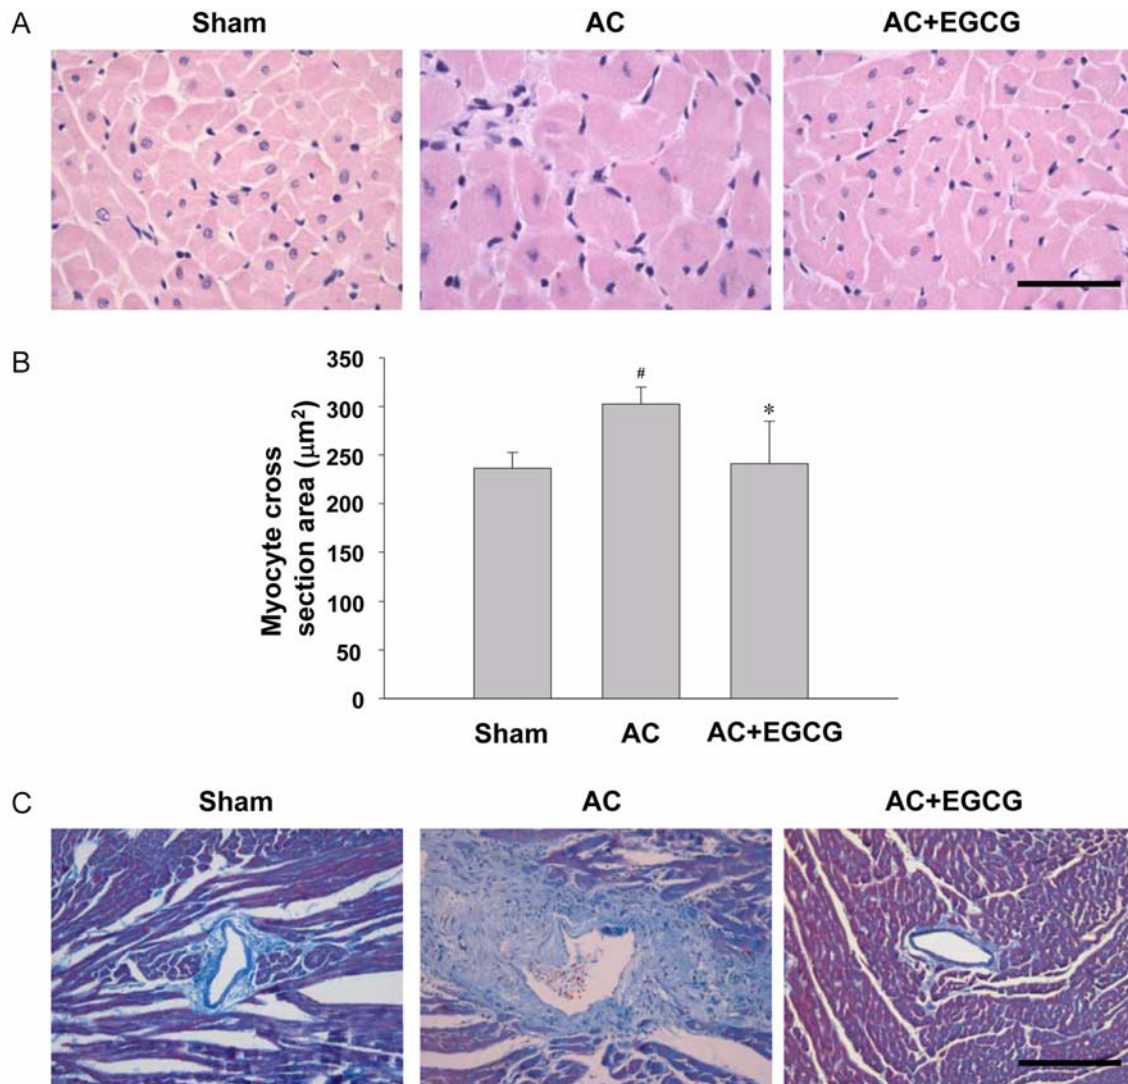 A
Sham
AC
AC+EGCG
B
Myocyte cross
section area (μm²)
350
300
250
200
150
100
50
0
#
*
Sham
AC
AC+EGCG
C
Sham
AC
AC+EGCG